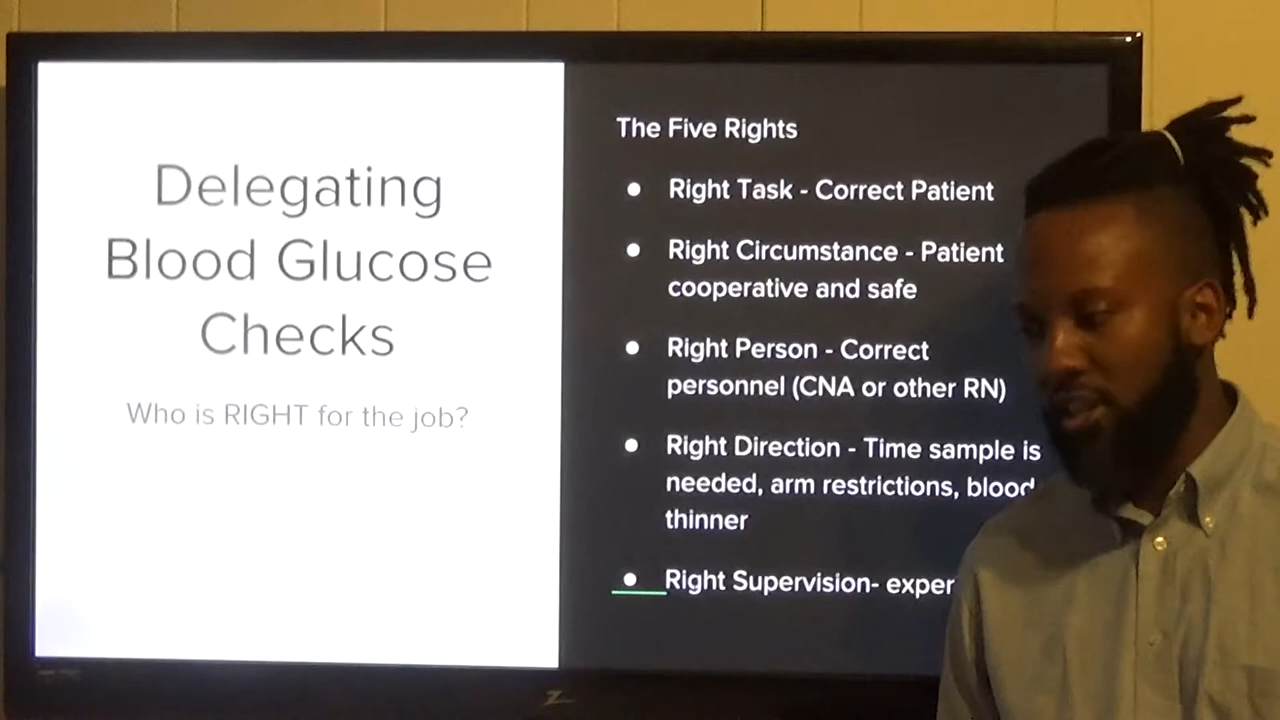 Delegating
Blood Glucose
Checks
Who is RIGHT for the job?
The Five Rights
● Right Task - Correct Patient
● Right Circumstance - Patient
cooperative and safe
● Right Person - Correct
personnel (CNA or other RN)
● Right Direction - Time sample is
needed, arm restrictions, blood
thinner
● Right Supervision-